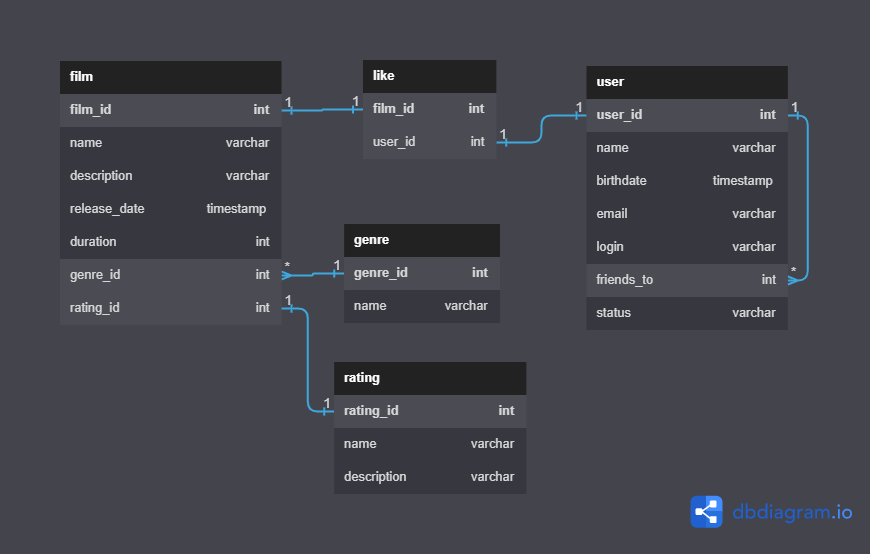 film
film_id int
name varchar
description varchar
release_date timestamp
duration int
genre_id int
rating_id int
1 1
like
film_id int
user_id int
1 1
user
user_id int
name varchar
birthdate timestamp
email varchar
login varchar
friends_to int
status varchar
1
*
* 1
genre
genre_id int
name varchar
1
1
rating
rating_id int
name varchar
description varchar
dbdiagram.io